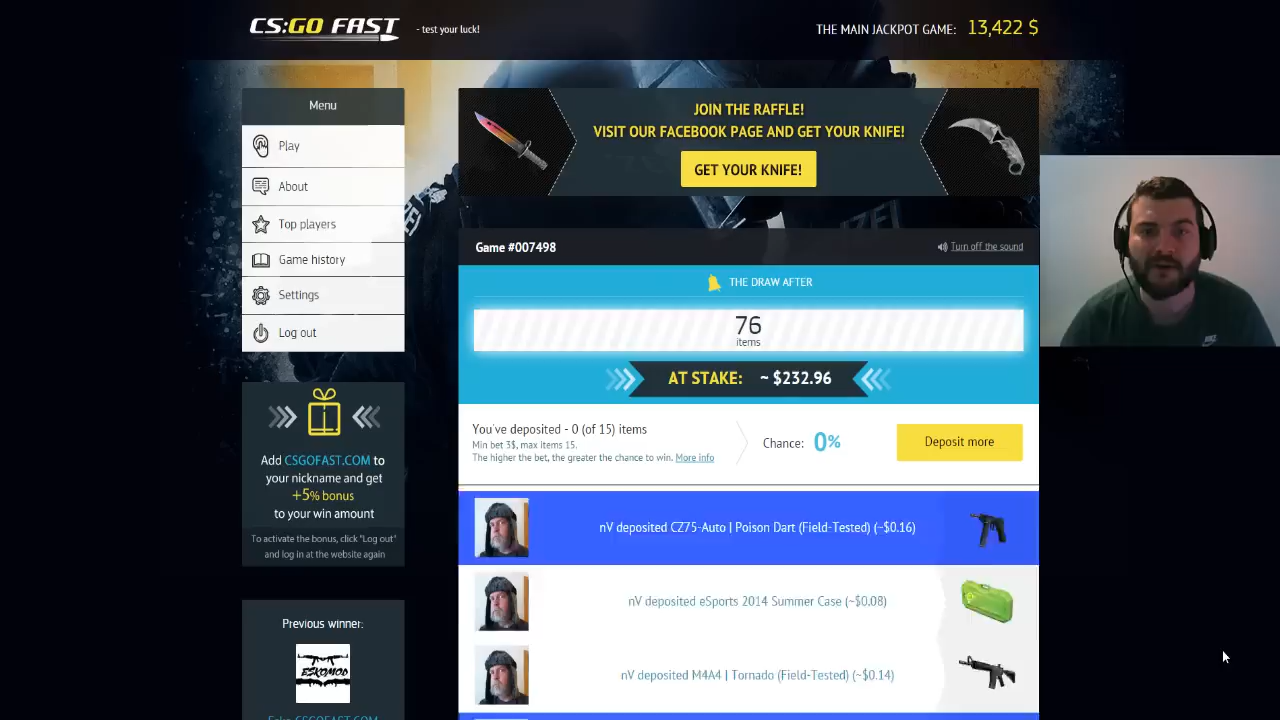 CS:GO FAST
- test your luck!
THE MAIN JACKPOT GAME: 13,422 $
Menu
Play
About
Top players
Game history
Settings
Log out
Add CSGOFAST.COM to
your nickname and get
+5% bonus
to your win amount
To activate the bonus, click "Log out"
and log in at the website again
Previous winner:
ESKOMOD
JOIN THE RAFFLE!
VISIT OUR FACEBOOK PAGE AND GET YOUR KNIFE!
GET YOUR KNIFE!
Game #007498
Turn off the sound
THE DRAW AFTER
76
items
AT STAKE: ~ $232.96
You've deposited - 0 (of 15) items
Min bet 3$, max items 15.
The higher the bet, the greater the chance to win. More info
Chance: 0%
Deposit more
nV deposited CZ75-Auto | Poison Dart (Field-Tested) (~$0.16)
nV deposited eSports 2014 Summer Case (~$0.08)
nV deposited M4A4 | Tornado (Field-Tested) (~$0.14)